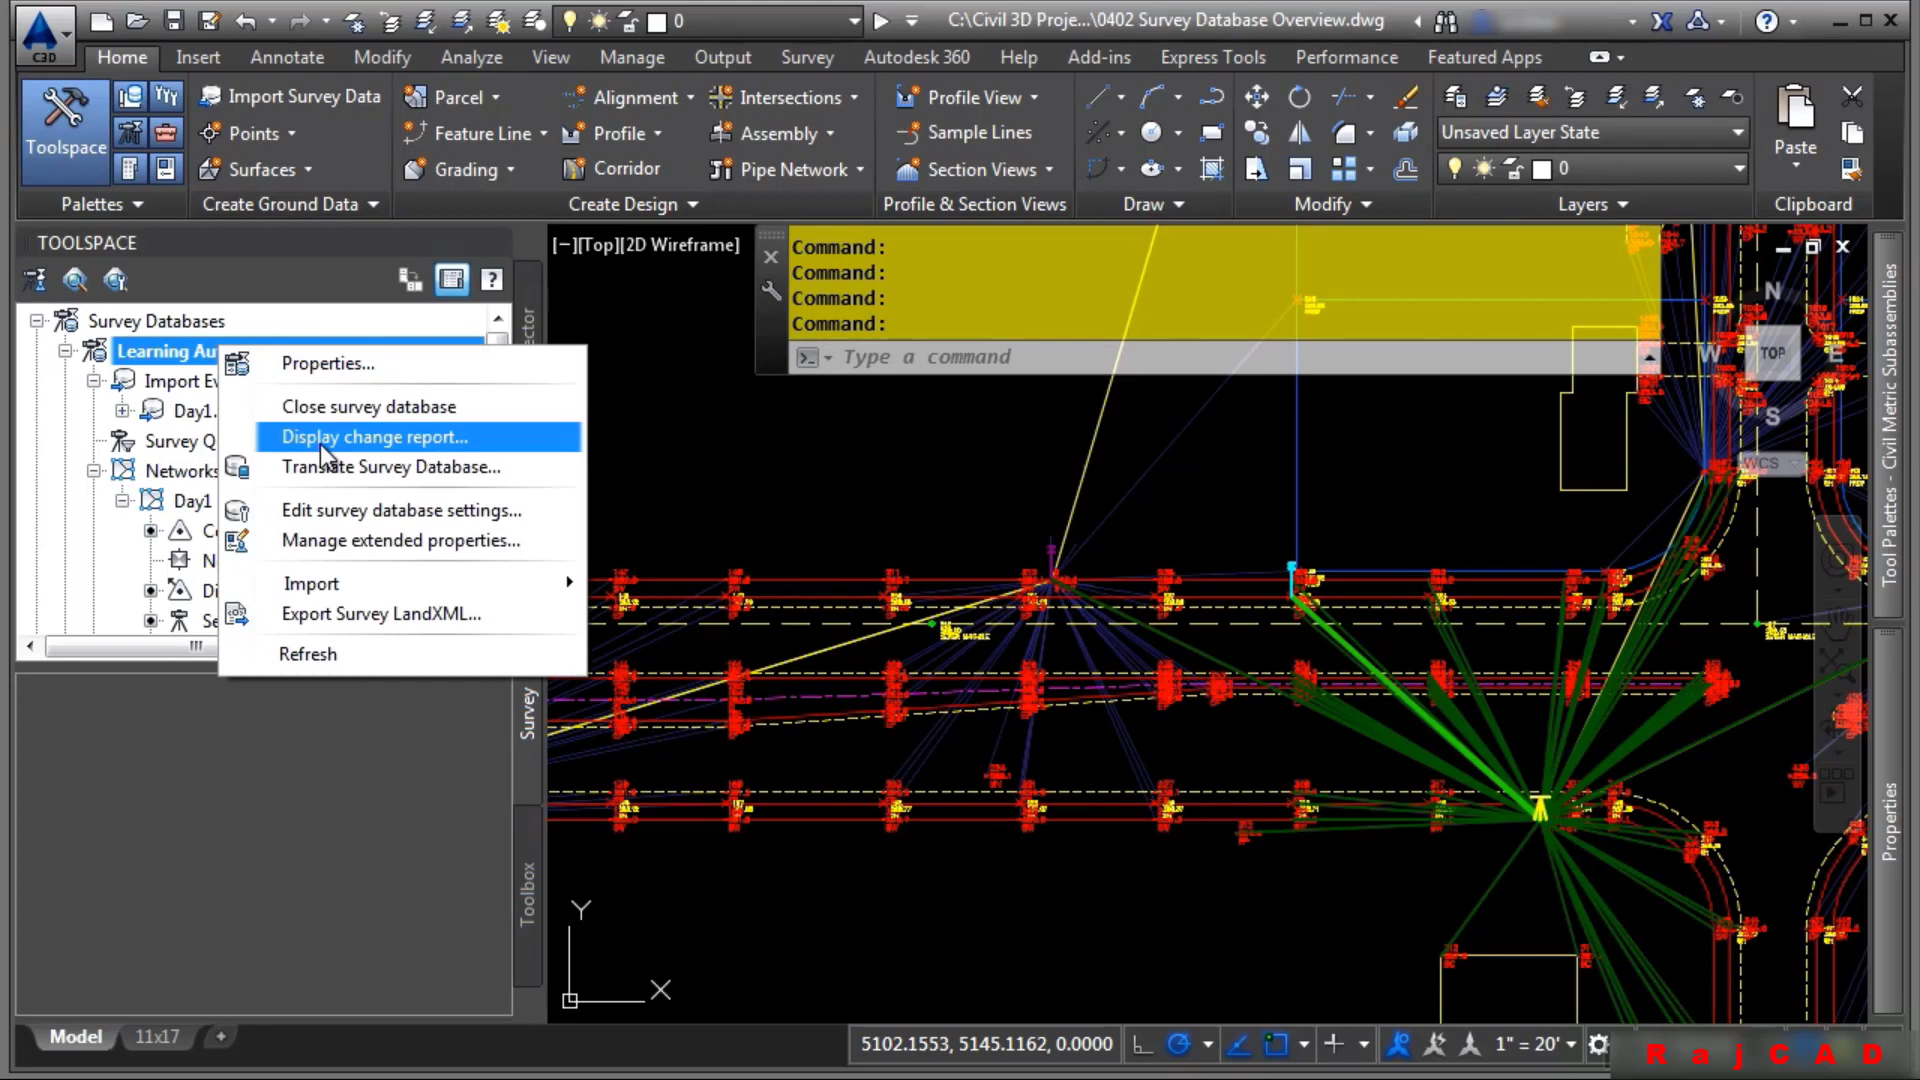 C:\Civil 3D Proje...\0402 Survey Database Overview.dwg
0
C3D
Home Insert Annotate Modify Analyze View Manage Output Survey Autodesk 360 Help Add-ins Express Tools Performance Featured Apps
Toolspace
Import Survey Data
Points
Surfaces
Parcel
Feature Line
Grading
Alignment
Profile
Corridor
Intersections
Assembly
Pipe Network
Profile View
Sample Lines
Section Views
Unsaved Layer State
0
Paste
Palettes
Create Ground Data
Create Design
Profile & Section Views
Draw
Modify
Layers
Clipboard
TOOLSPACE
Survey Databases
Learning Au
Import Ev
Day1.
Survey Q
Networks
Day1
Properties...
Close survey database
Display change report...
Translate Survey Database...
Edit survey database settings...
Manage extended properties...
Import
Export Survey LandXML...
Refresh
Survey
Toolbox
[−][Top][2D Wireframe]
Command:
Command:
Command:
Command:
Type a command
N
W TOP E
S
WCS
Tool Palettes - Civil Metric Subassemblies
Properties
Y
X
Model
11x17
+
5102.1553, 5145.1162, 0.0000
1" = 20'
RajCAD